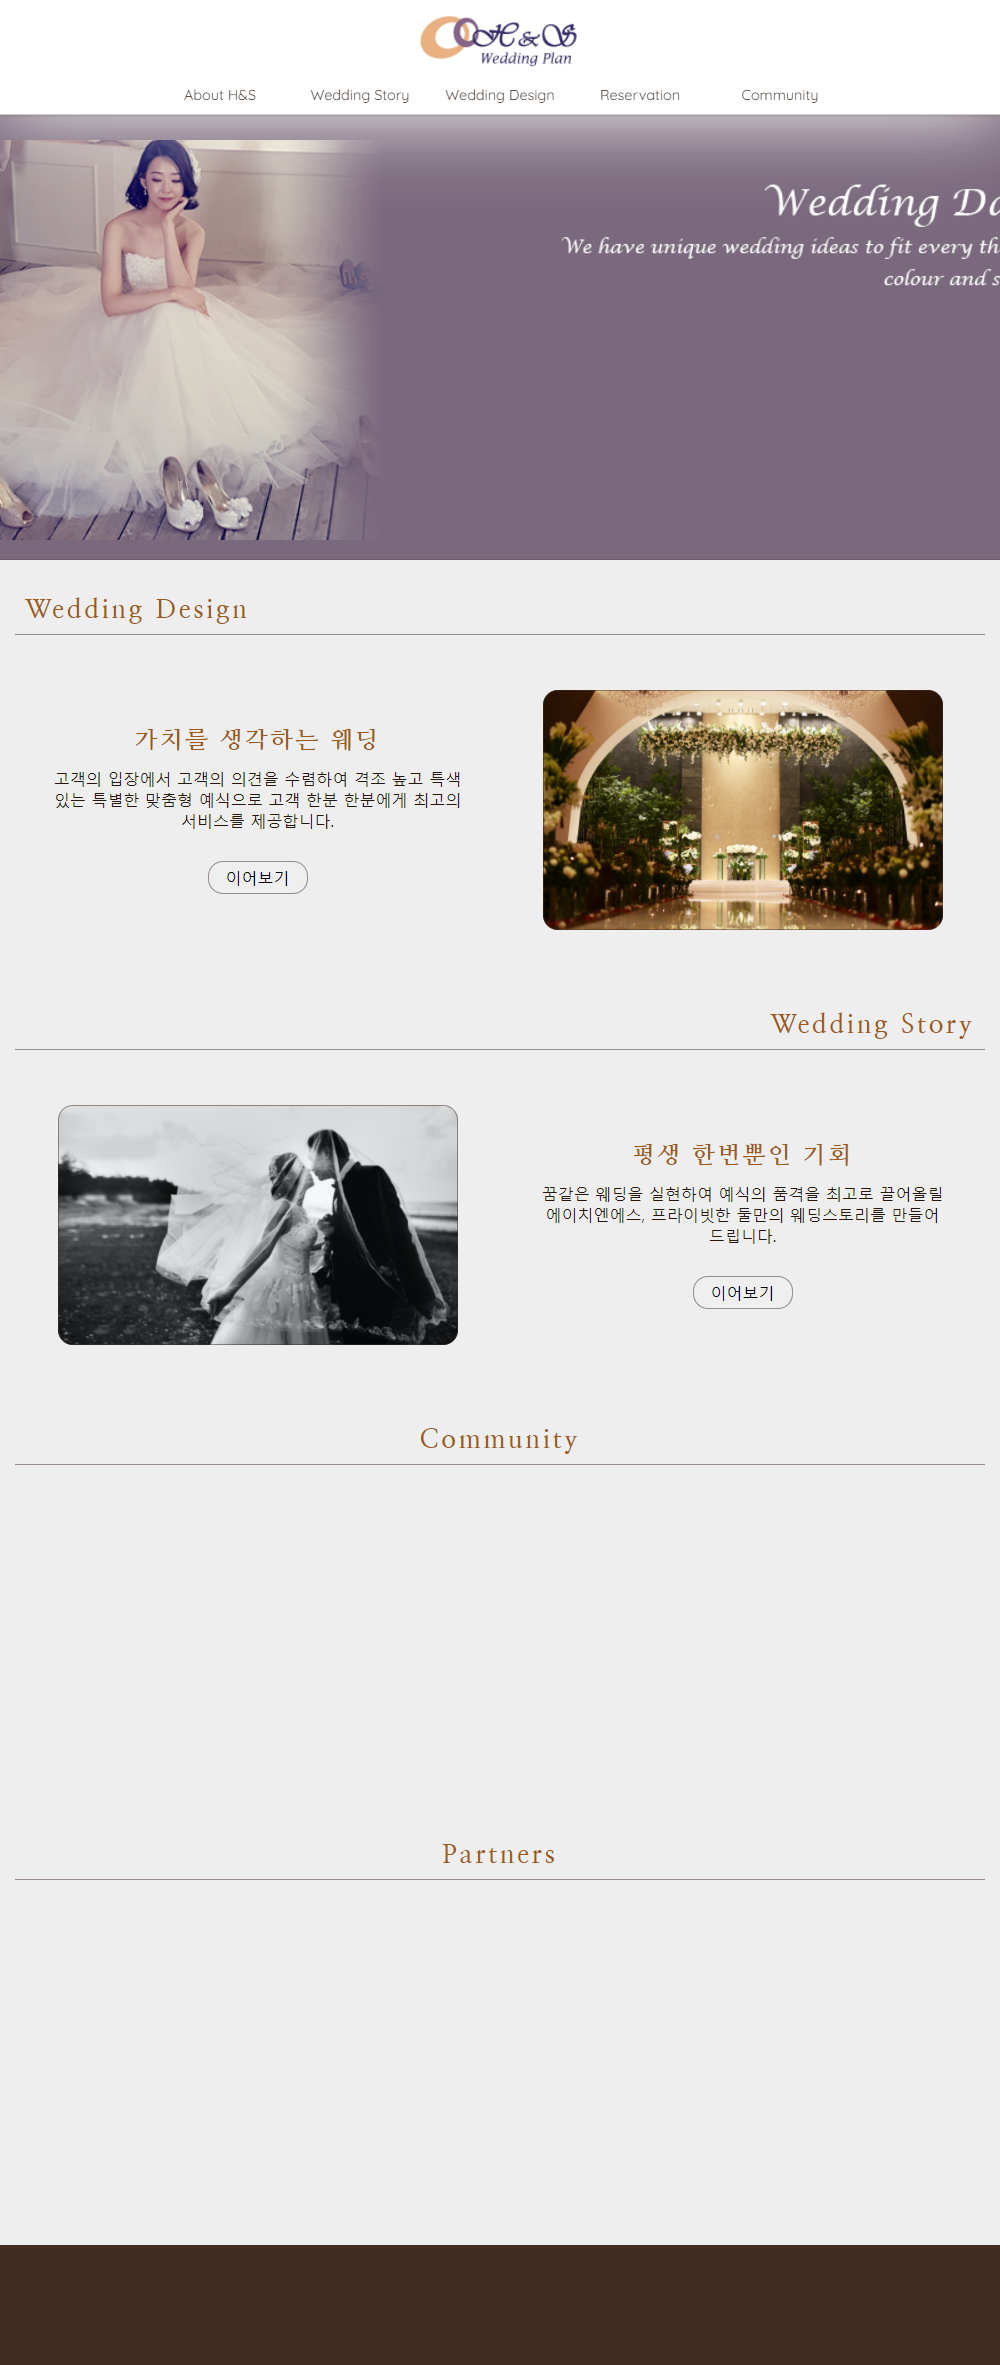 H&S
Wedding Plan
About H&S
Wedding Story
Wedding Design
Reservation
Community
Wedding
We have unique wedding ideas to fit every
colour and
Wedding Design
가치를 생각하는 웨딩
고객의 입장에서 고객의 의견을 수렴하여 격조 높고 특색
있는 특별한 맞춤형 예식으로 고객 한분 한분에게 최고의
서비스를 제공합니다.
이어보기
Wedding Story
평생 한번뿐인 기회
꿈같은 웨딩을 실현하여 예식의 품격을 최고로 끌어올릴
에이치엔에스, 프라이빗한 둘만의 웨딩스토리를 만들어
드립니다.
이어보기
Community
Partners